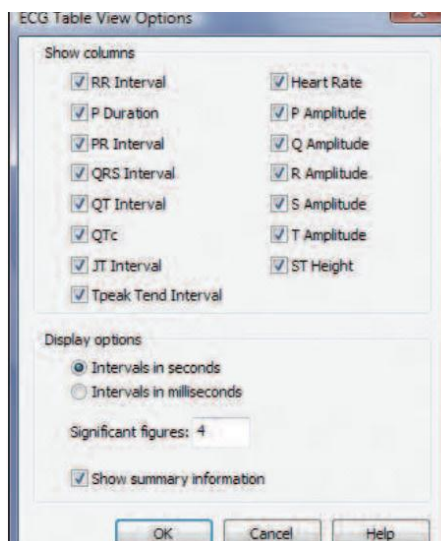 ECG Table View Options
Show columns
RR Interval
Heart Rate
P Duration
P Amplitude
PR Interval
Q Amplitude
QRS Interval
R Amplitude
QT Interval
S Amplitude
QTc
T Amplitude
JT Interval
ST Height
Tpeak Tend Interval
Display options
Intervals in seconds
Intervals in milliseconds
Significant figures: 4
Show summary information
OK Cancel Help